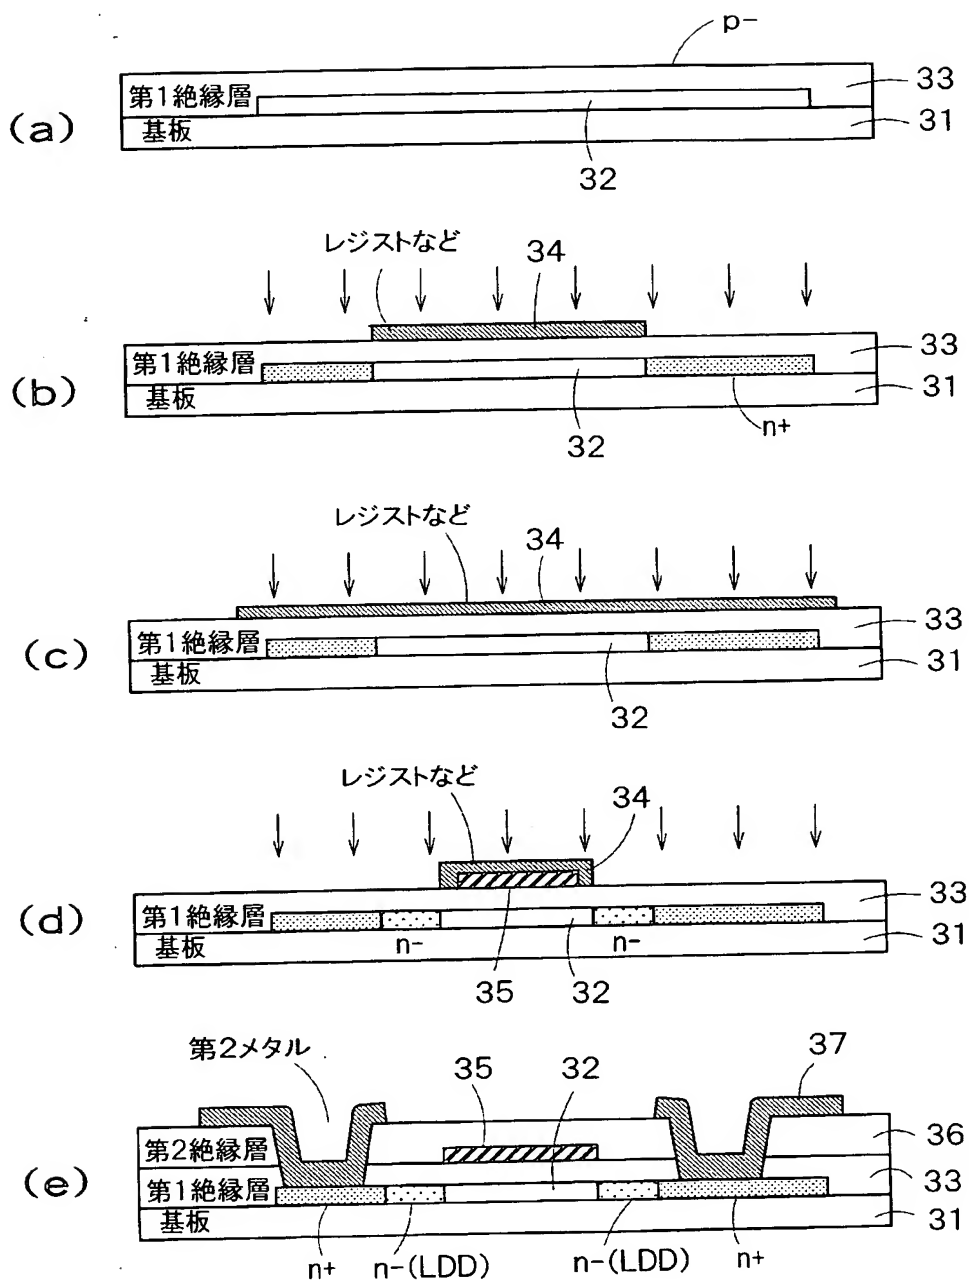 p-
第1絶縁層
33
(a)
基板
31
32
レジストなど
34
第1絶縁層
33
(b)
基板
31
32
n+
レジストなど
34
第1絶縁層
33
(c)
基板
31
32
レジストなど
34
第1絶縁層
33
(d)
基板
n-
n-
31
35
32
第2メタル
35
32
37
第2絶縁層
36
(e)
第1絶縁層
33
基板
31
n+
n-(LDD)
n-(LDD)
n+